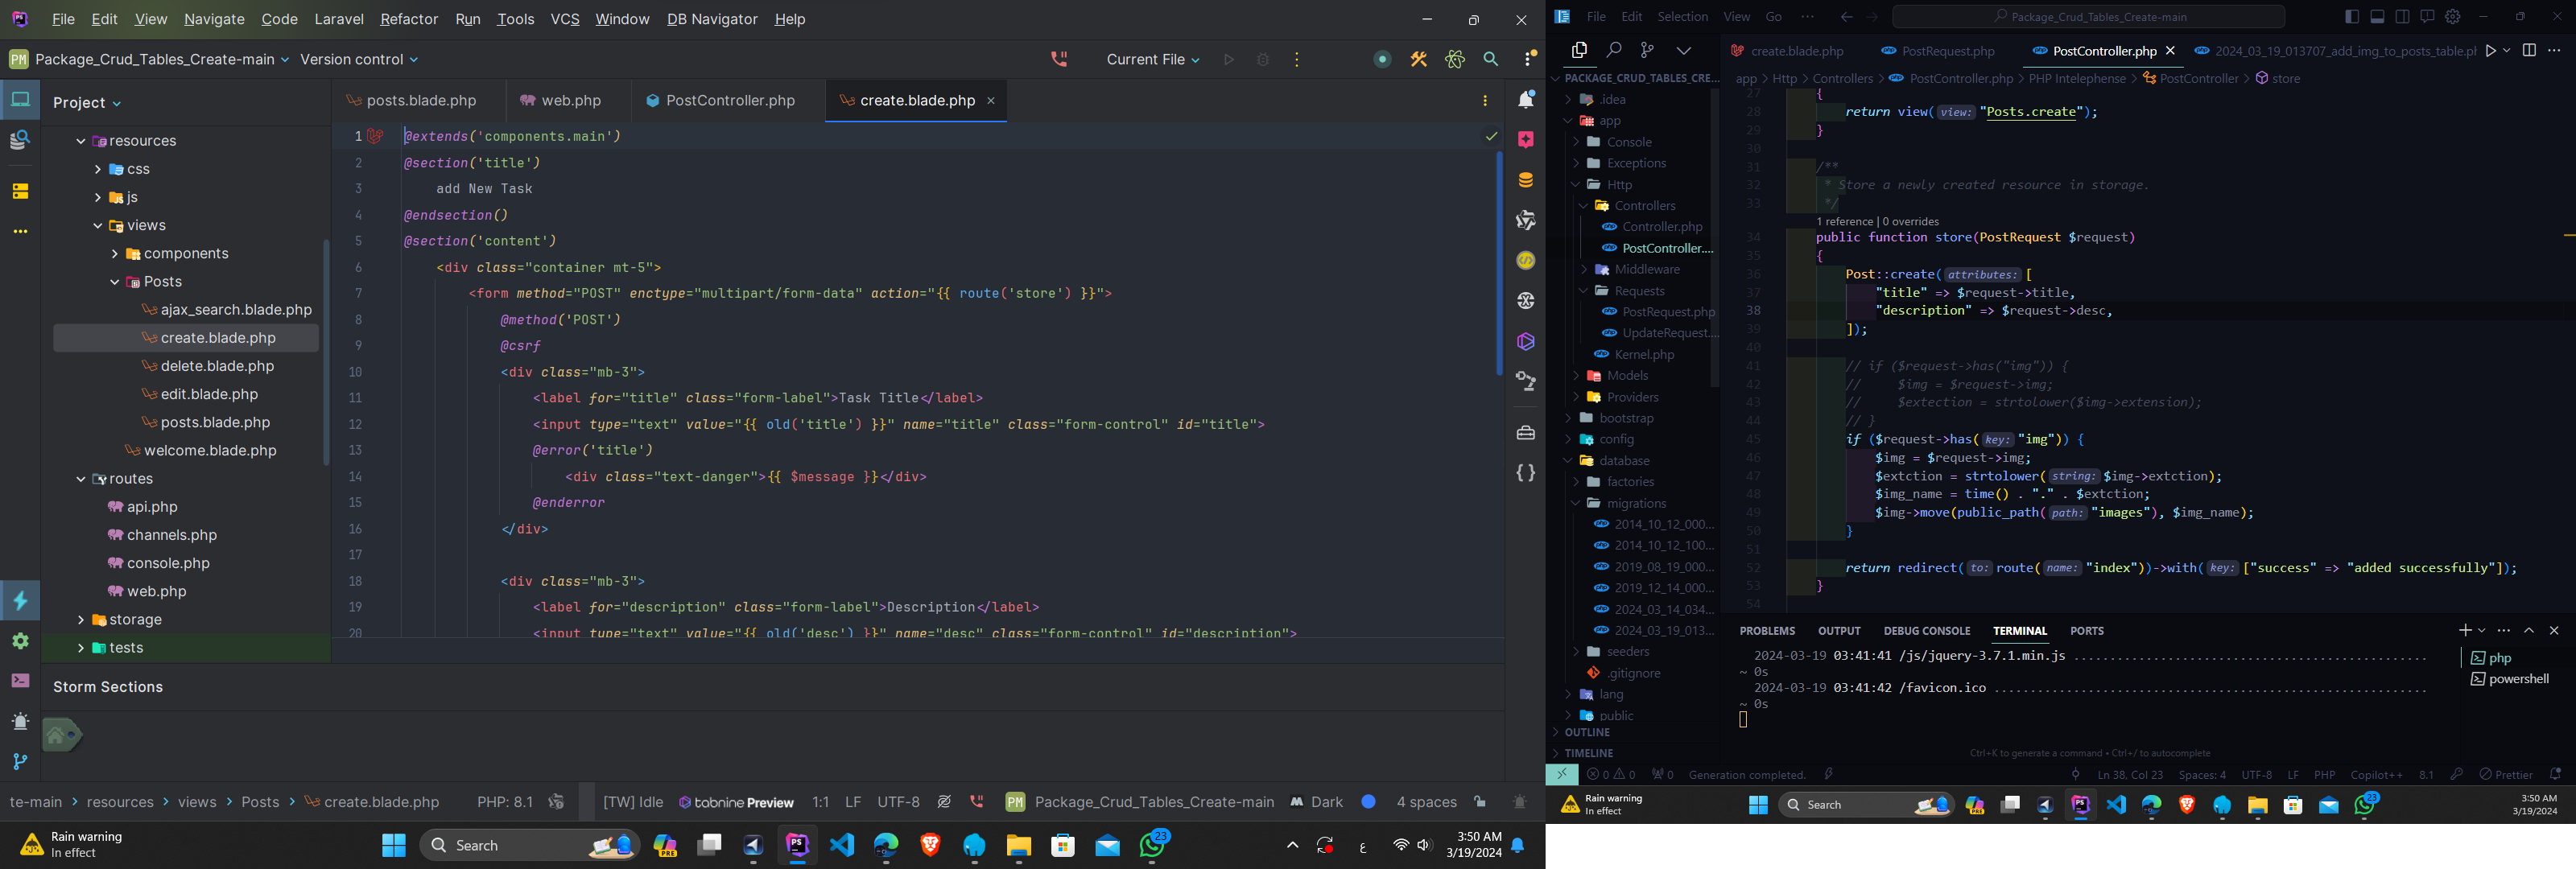 File Edit View Navigate Code Laravel Refactor Run Tools VCS Window DB Navigator Help
PM Package_Crud_Tables_Create-main Version control Current File
Project
resources
css
js
views
components
Posts
ajax_search.blade.php
create.blade.php
delete.blade.php
edit.blade.php
posts.blade.php
welcome.blade.php
routes
api.php
channels.php
console.php
web.php
storage
tests
posts.blade.php web.php PostController.php create.blade.php
1 @extends('components.main')
2 @section('title')
3 add New Task
4 @endsection()
5 @section('content')
6 <div class="container mt-5">
7 <form method="POST" enctype="multipart/form-data" action="{{ route('store') }}">
8 @method('POST')
9 @csrf
10 <div class="mb-3">
11 <label for="title" class="form-label">Task Title</label>
12 <input type="text" value="{{ old('title') }}" name="title" class="form-control" id="title">
13 @error('title')
14 <div class="text-danger">{{ $message }}</div>
15 @enderror
16 </div>
17
18 <div class="mb-3">
19 <label for="description" class="form-label">Description</label>
20 <input type="text" value="{{ old('desc') }}" name="desc" class="form-control" id="description">
Storm Sections
te-main > resources > views > Posts > create.blade.php PHP: 8.1 [TW] Idle tabnine Preview 1:1 LF UTF-8 PM Package_Crud_Tables_Create-main Dark 4 spaces
Rain warning
In effect
Search
PRE
23
ع
3:50 AM
3/19/2024
File Edit Selection View Go ··· Package_Crud_Tables_Create-main
create.blade.php PostRequest.php PostController.php 2024_03_19_013707_add_img_to_posts_table.pl
app > Http > Controllers > PostController.php > PHP Intelephense > PostController > store
PACKAGE_CRUD_TABLES_CRE...
.idea
app
Console
Exceptions
Http
Controllers
Controller.php
PostController....
Middleware
Requests
PostRequest.php
UpdateRequest....
Kernel.php
Models
Providers
bootstrap
config
database
factories
migrations
2014_10_12_000...
2014_10_12_100...
2019_08_19_000...
2019_12_14_000...
2024_03_14_034...
2024_03_19_013...
seeders
.gitignore
lang
public
OUTLINE
TIMELINE
27 {
28 return view(view: "Posts.create");
29 }
30
31 /**
32 * Store a newly created resource in storage.
33 */
1 reference | 0 overrides
34 public function store(PostRequest $request)
35 {
36 Post::create(attributes: [
37 "title" => $request->title,
38 "description" => $request->desc,
39 ]);
40
41 // if ($request->has("img")) {
42 // $img = $request->img;
43 // $extection = strtolower($img->extension);
44 // }
45 if ($request->has(key: "img")) {
46 $img = $request->img;
47 $extction = strtolower(string: $img->extction);
48 $img_name = time() . "." . $extction;
49 $img->move(public_path(path: "images"), $img_name);
50 }
51
52 return redirect(to: route(name: "index"))->with(key: ["success" => "added successfully"]);
53 }
54
PROBLEMS OUTPUT DEBUG CONSOLE TERMINAL PORTS
2024-03-19 03:41:41 /js/jquery-3.7.1.min.js ...............................................
~ 0s
2024-03-19 03:41:42 /favicon.ico .........................................................
~ 0s
php
powershell
Ctrl+K to generate a command • Ctrl+/ to autocomplete
0 0 0 Generation completed. Ln 38, Col 23 Spaces: 4 UTF-8 LF PHP Copilot++ 8.1 Prettier
Rain warning
In effect
Search
PRE
23
3:50 AM
3/19/2024